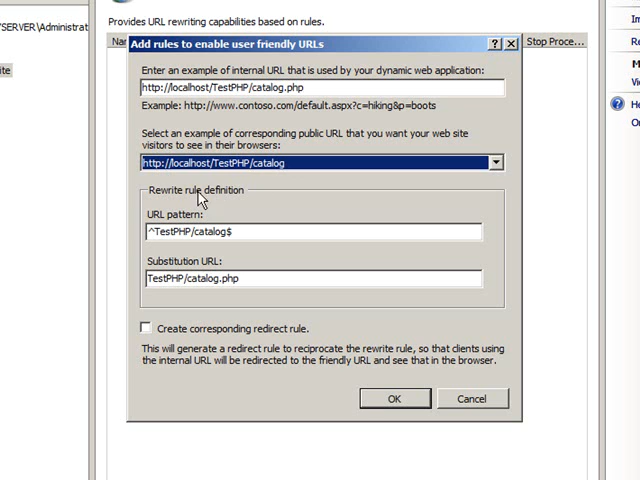 /SERVER\Administrat
ite
Provides URL rewriting capabilities based on rules.
Stop Proce...
Add rules to enable user friendly URLs
Enter an example of internal URL that is used by your dynamic web application:
http://localhost/TestPHP/catalog.php
Example: http://www.contoso.com/default.aspx?c=hiking&p=boots
Select an example of corresponding public URL that you want your web site
visitors to see in their browsers:
http://localhost/TestPHP/catalog
Rewrite rule definition
URL pattern:
^TestPHP/catalog$
Substitution URL:
TestPHP/catalog.php
Create corresponding redirect rule.
This will generate a redirect rule to reciprocate the rewrite rule, so that clients using
the internal URL will be redirected to the friendly URL and see that in the browser.
OK
Cancel